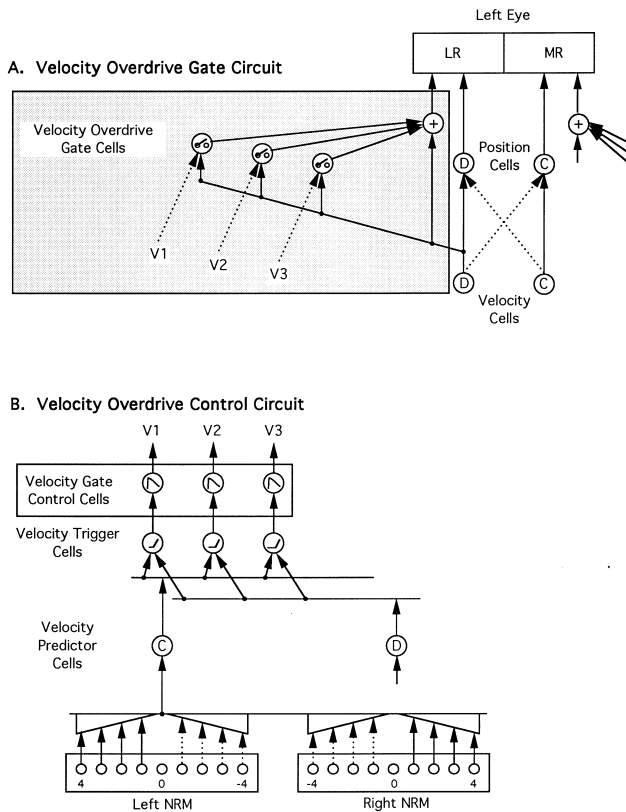 Left Eye
LR MR
A. Velocity Overdrive Gate Circuit
Velocity Overdrive
Gate Cells
+ +
Position
Cells
D C
V1
V2
V3
D C
Velocity
Cells
B. Velocity Overdrive Control Circuit
V1 V2 V3
Velocity Gate
Control Cells
Velocity Trigger
Cells
Velocity
Predictor
Cells
C D
4 0 -4 -4 0 4
Left NRM Right NRM